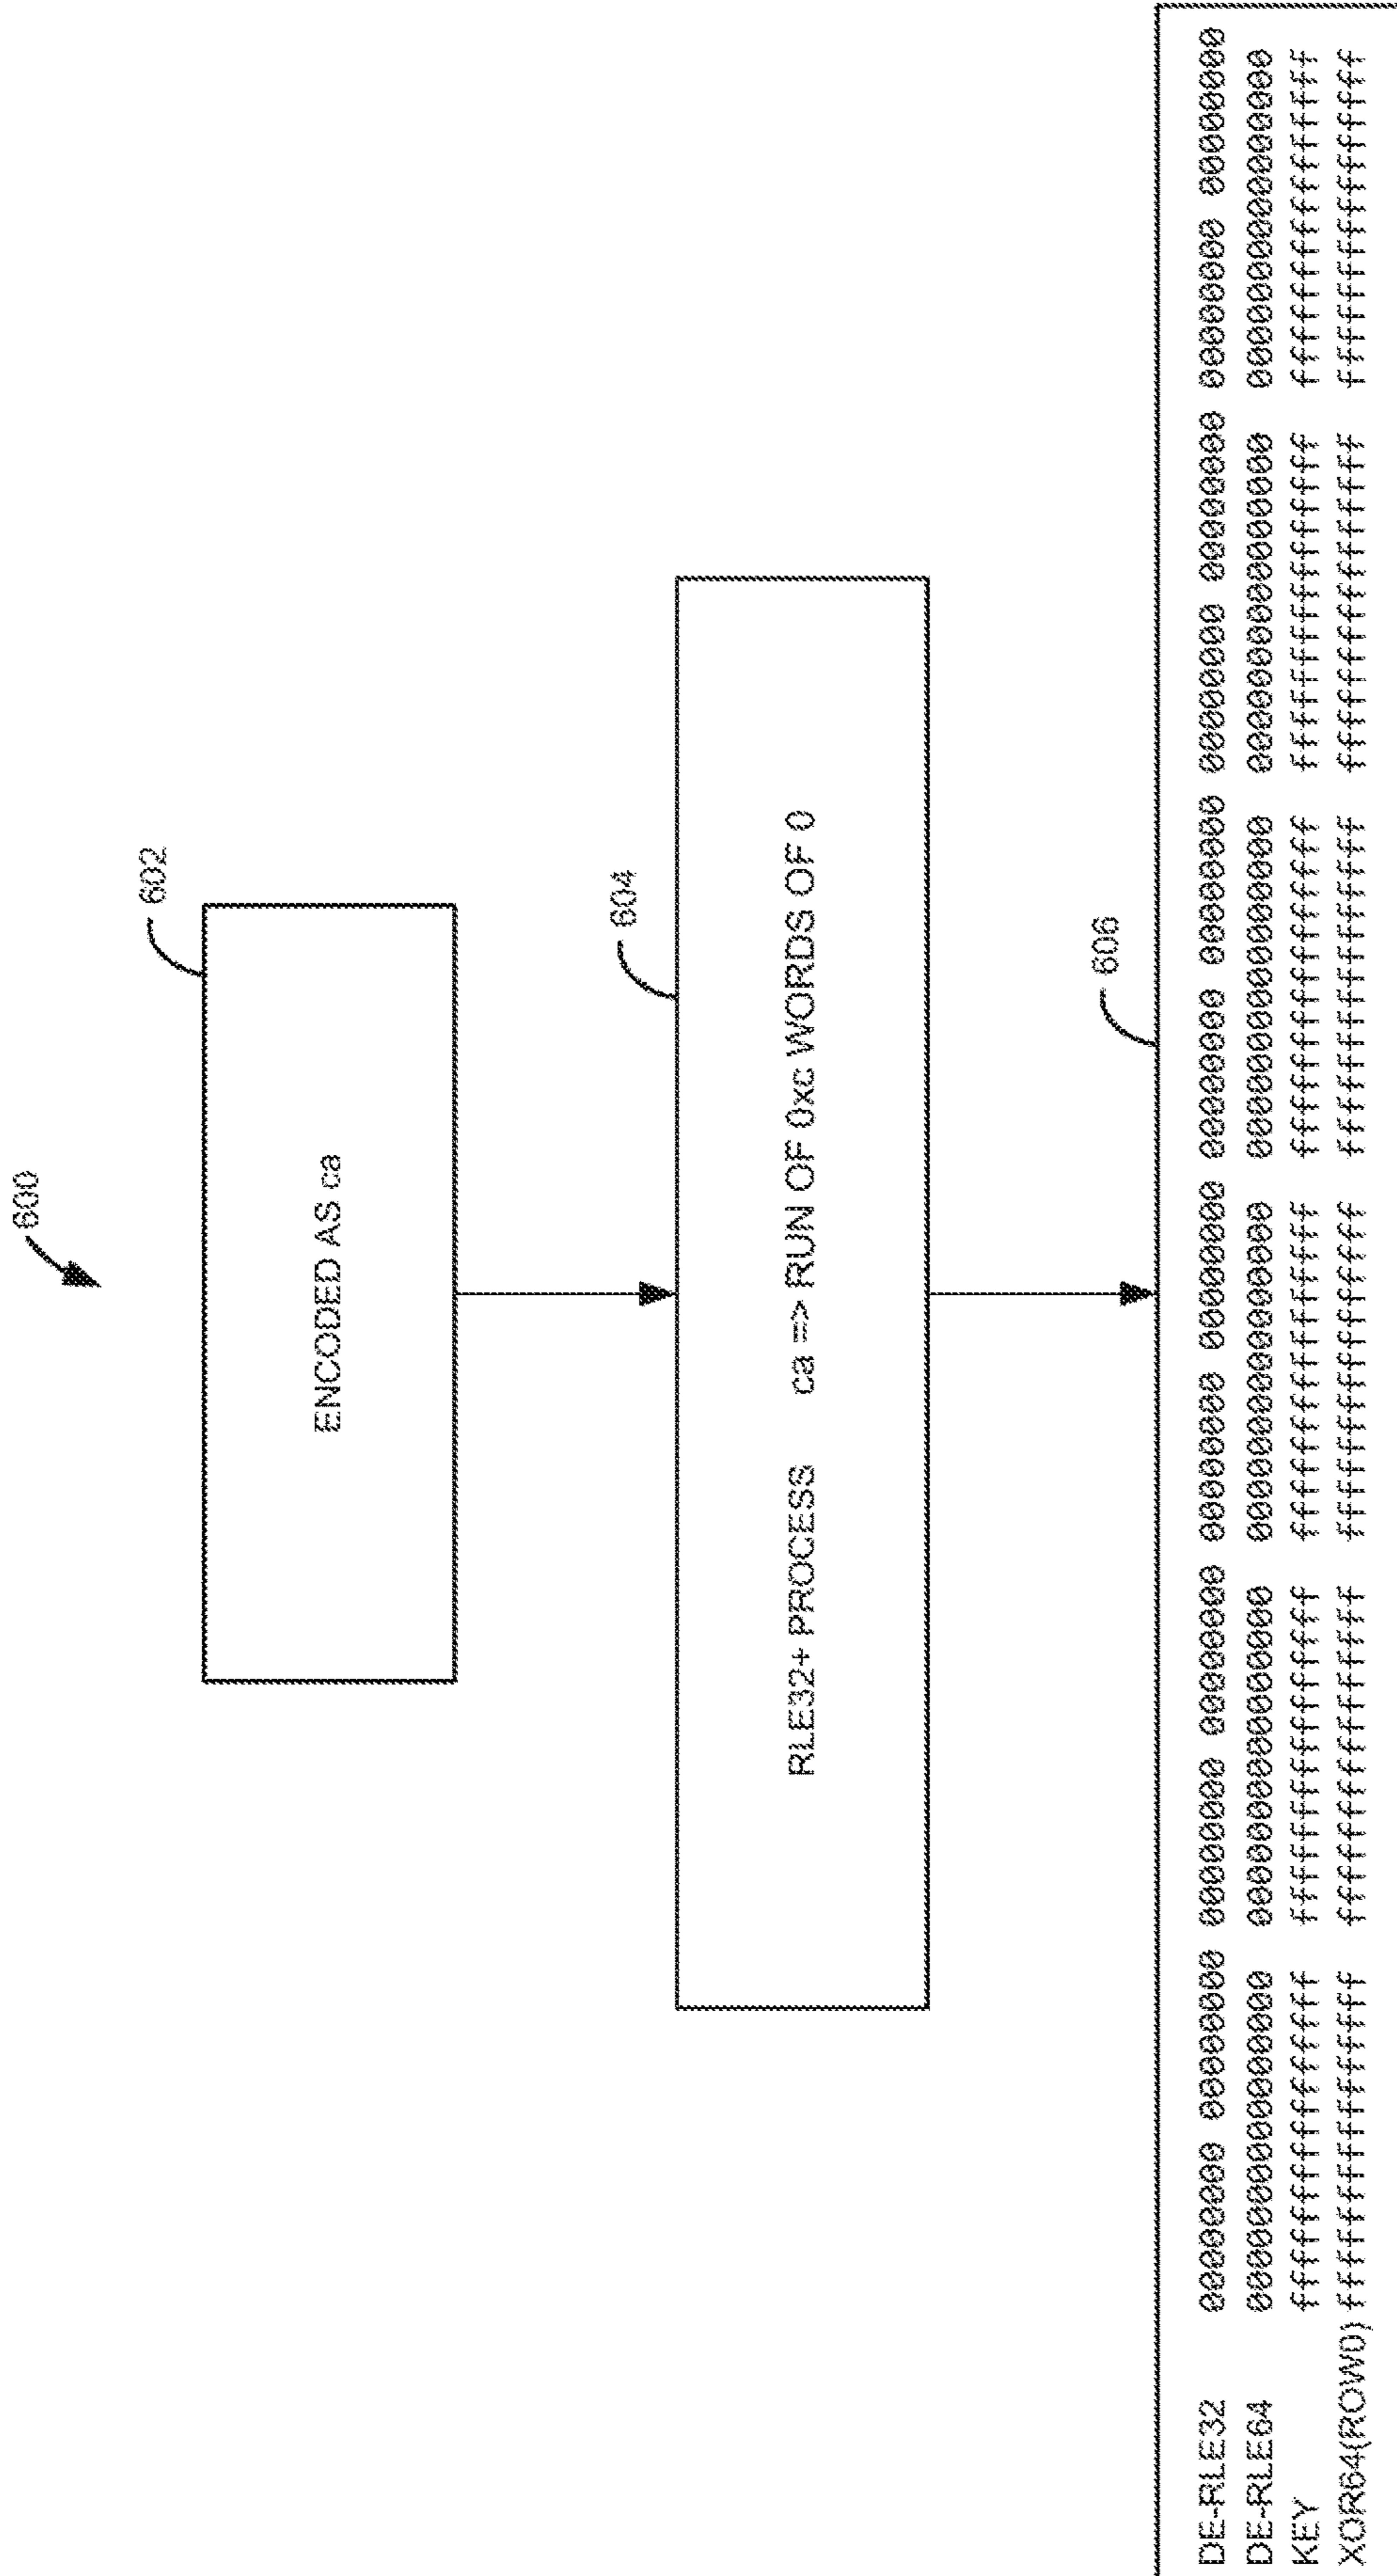 600
602
ENCODED AS ca
604
RLE32+ PROCESS ca => RUN OF 0xc WORDS OF 0
606
DE-RLE32 00000000 00000000 00000000 00000000 00000000 00000000 00000000 00000000 00000000 00000000 00000000 00000000
DE-RLE64 0000000000000000 0000000000000000 0000000000000000 0000000000000000 0000000000000000 0000000000000000
KEY ffffffffffffffff ffffffffffffffff ffffffffffffffff ffffffffffffffff ffffffffffffffff ffffffffffffffff
XOR64(ROW0) ffffffffffffffff ffffffffffffffff ffffffffffffffff ffffffffffffffff ffffffffffffffff ffffffffffffffff